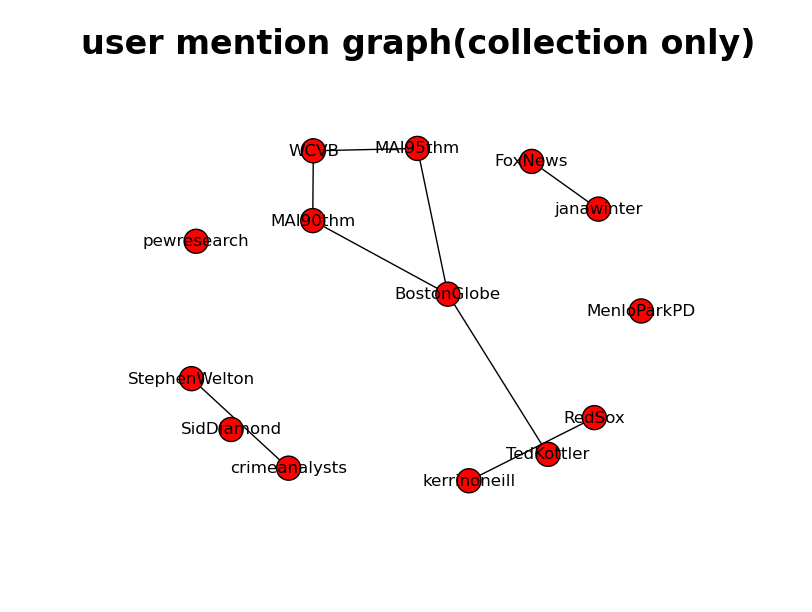 user mention graph(collection only)
WCVB
MAI95thm
FoxNews
janawinter
MAI90thm
pewresearch
BostonGlobe
MenloParkPD
StephenWelton
RedSox
SidDiamond
TedKottler
crimeanalysts
kerrinoneill